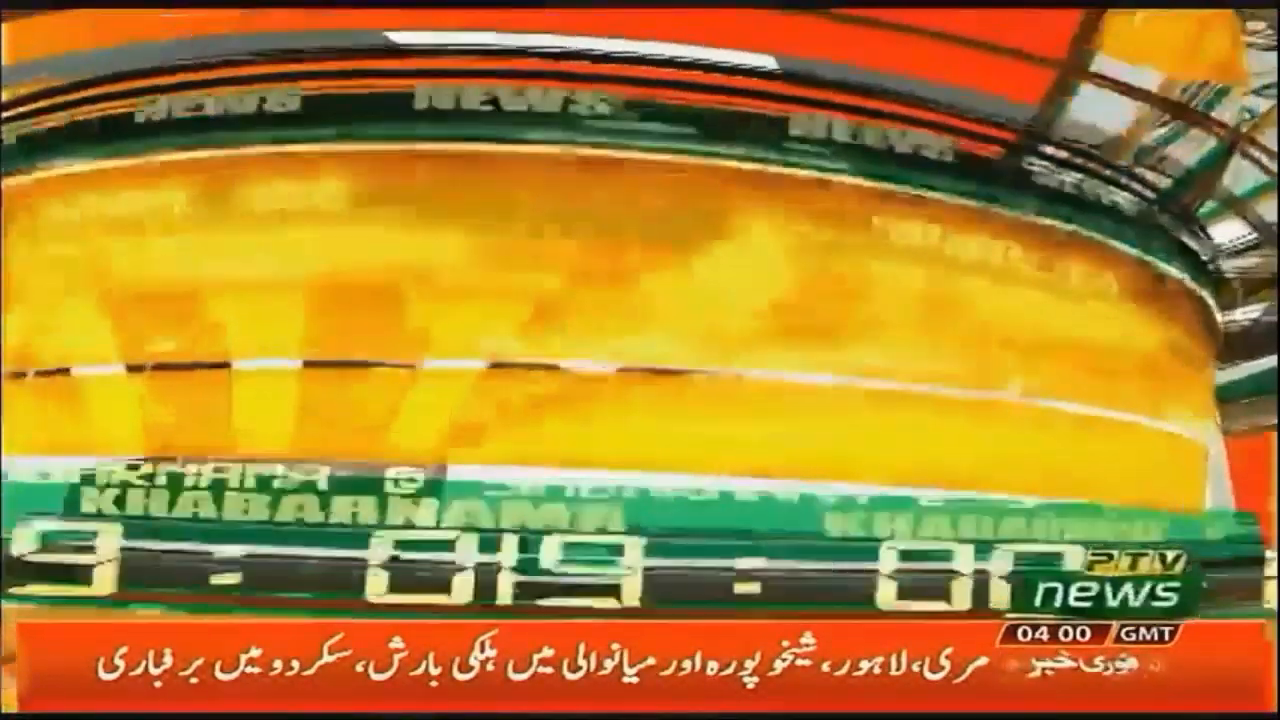 NEWS NEWS NEWS
KHABARNAMA
KHABARNAMA
PTV
news
04:00 GMT
فوری خبر
مری، لاہور، شیخوپورہ اور میانوالی میں ہلکی بارش، سکردو میں برفباری